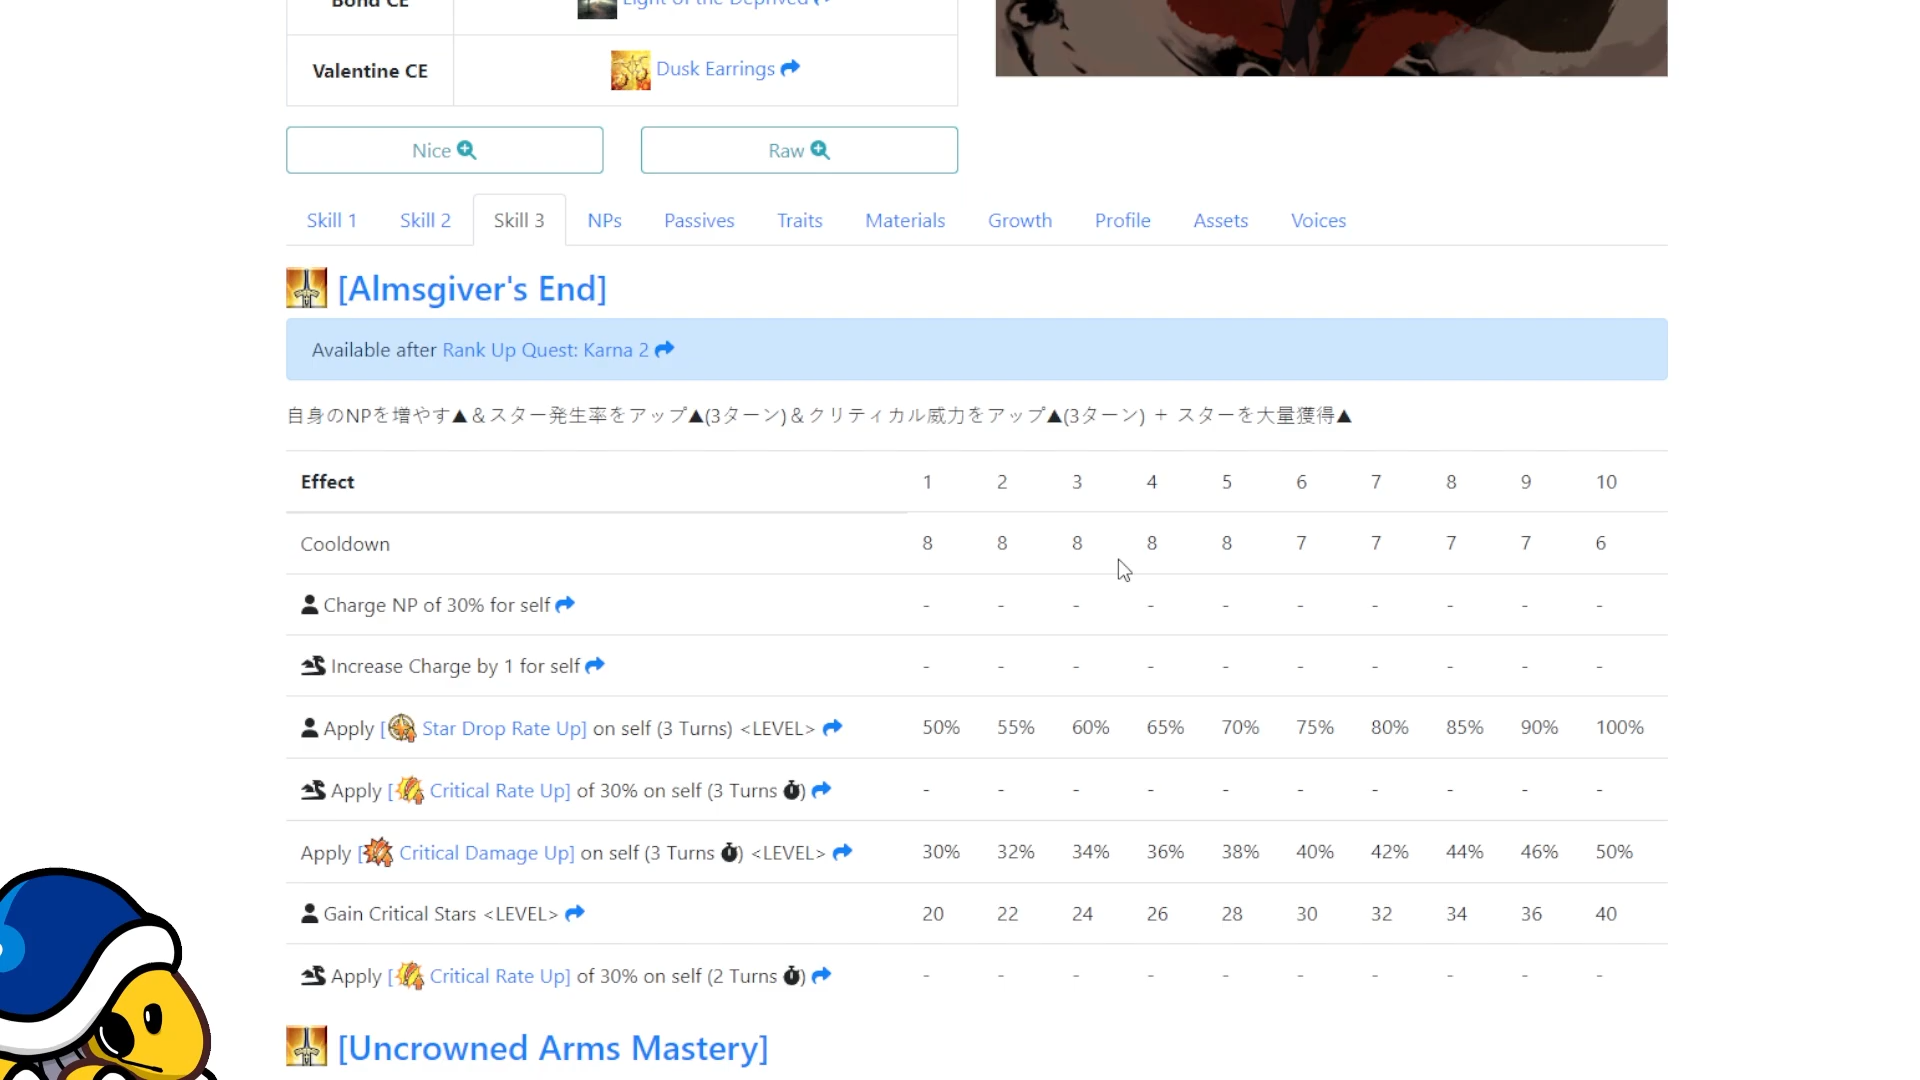 Bond CE
Light of the Deprived
Valentine CE
Dusk Earrings
Nice
Raw
Skill 1 Skill 2 Skill 3 NPs Passives Traits Materials Growth Profile Assets Voices
[Almsgiver's End]
Available after Rank Up Quest: Karna 2
自身のNPを増やす▲＆スター発生率をアップ▲(3ターン)＆クリティカル威力をアップ▲(3ターン) ＋ スターを大量獲得▲
Effect 1 2 3 4 5 6 7 8 9 10
Cooldown 8 8 8 8 8 7 7 7 7 6
Charge NP of 30% for self - - - - - - - - - -
Increase Charge by 1 for self - - - - - - - - - -
Apply [Star Drop Rate Up] on self (3 Turns) <LEVEL> 50% 55% 60% 65% 70% 75% 80% 85% 90% 100%
Apply [Critical Rate Up] of 30% on self (3 Turns) - - - - - - - - - -
Apply [Critical Damage Up] on self (3 Turns) <LEVEL> 30% 32% 34% 36% 38% 40% 42% 44% 46% 50%
Gain Critical Stars <LEVEL> 20 22 24 26 28 30 32 34 36 40
Apply [Critical Rate Up] of 30% on self (2 Turns) - - - - - - - - - -
[Uncrowned Arms Mastery]